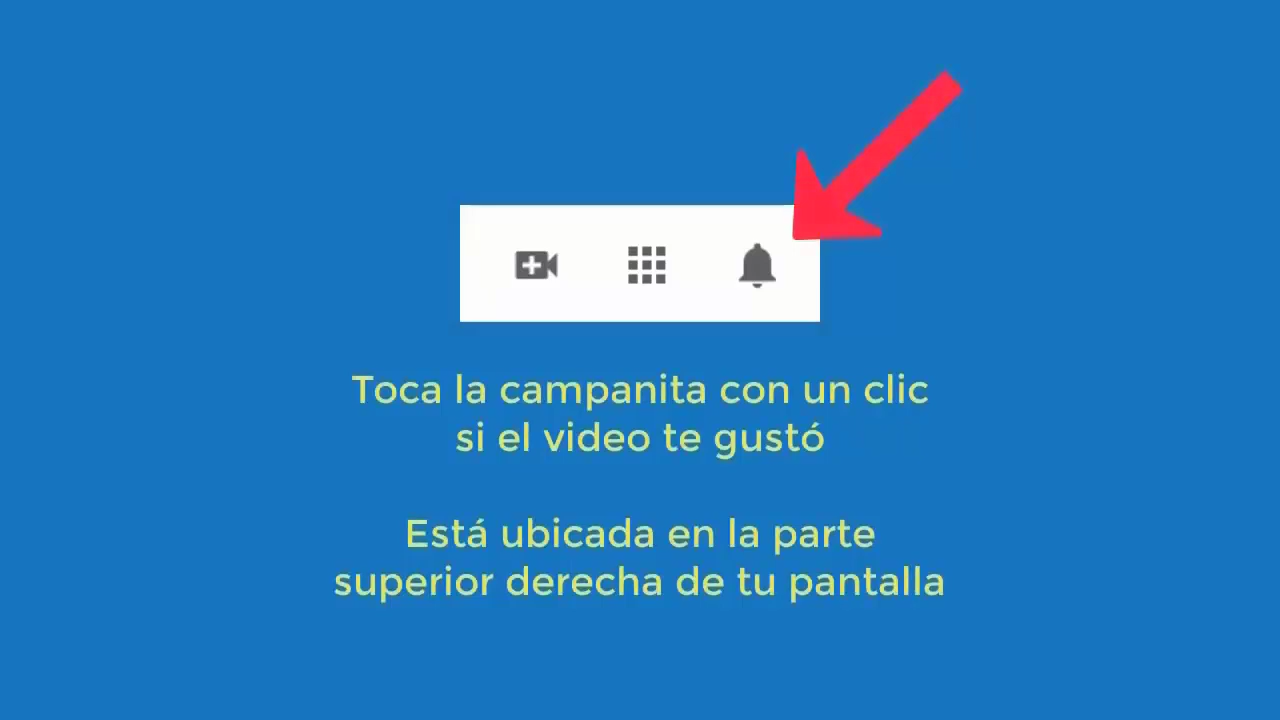 Toca la campanita con un clic
si el video te gustó
Está ubicada en la parte
superior derecha de tu pantalla